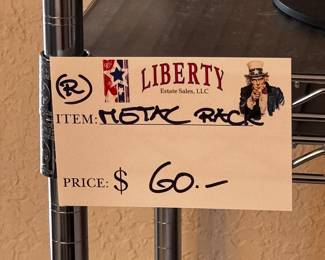 R
LIBERTY
Estate Sales, LLC
ITEM: METAL RACK
PRICE: $ 60.-